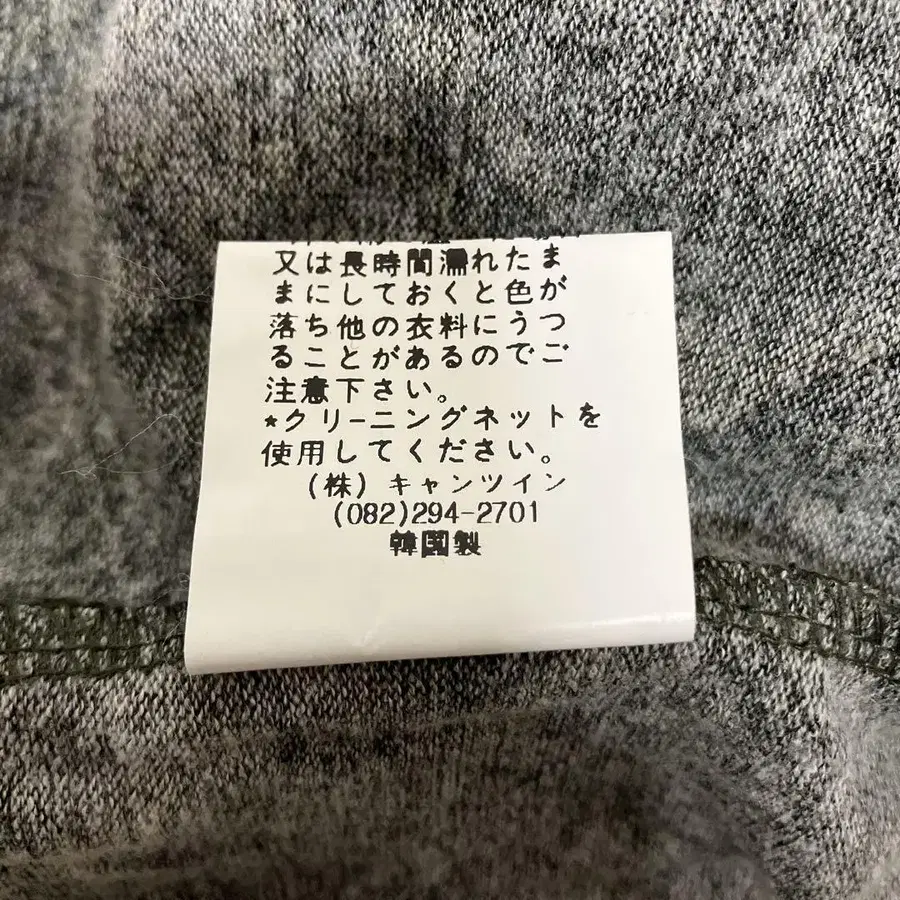 又は長時間濡れたま
まにしておくと色が
落ち他の衣料にうつ
ることがあるのでご
注意下さい。
*クリーニングネットを
使用してください。
(株)キャンツイン
(082)294-2701
韓国製